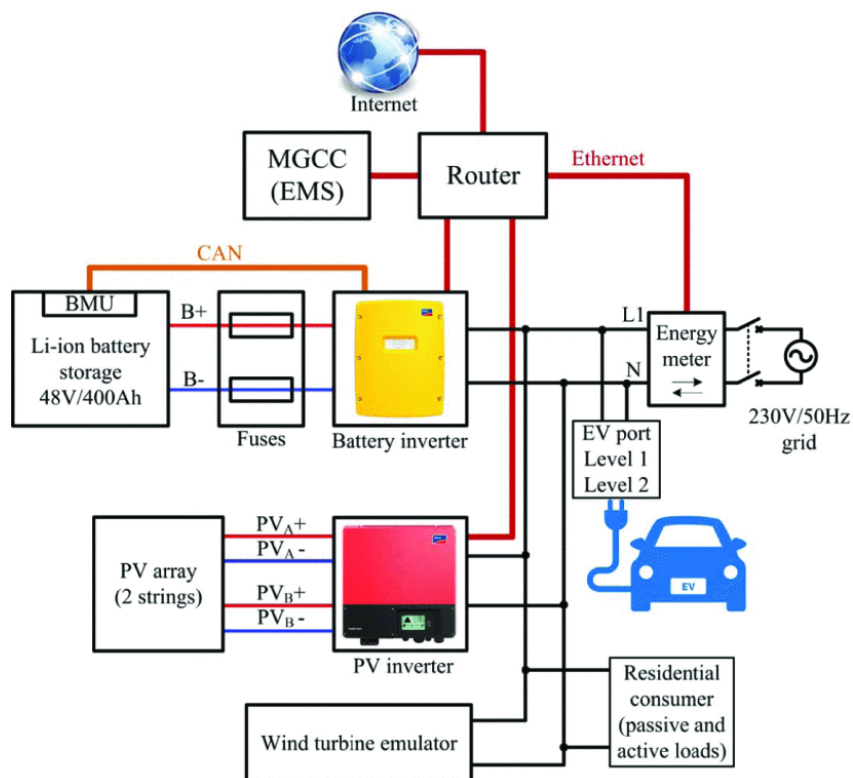 Internet
MGCC
(EMS)
Router
Ethernet
CAN
BMU
Li-ion battery
storage
48V/400Ah
B+
B-
Fuses
Battery inverter
L1
N
Energy
meter
230V/50Hz
grid
EV port
Level 1
Level 2
EV
PV array
(2 strings)
PVA+
PVA-
PVB+
PVB-
PV inverter
Residential
consumer
(passive and
active loads)
Wind turbine emulator